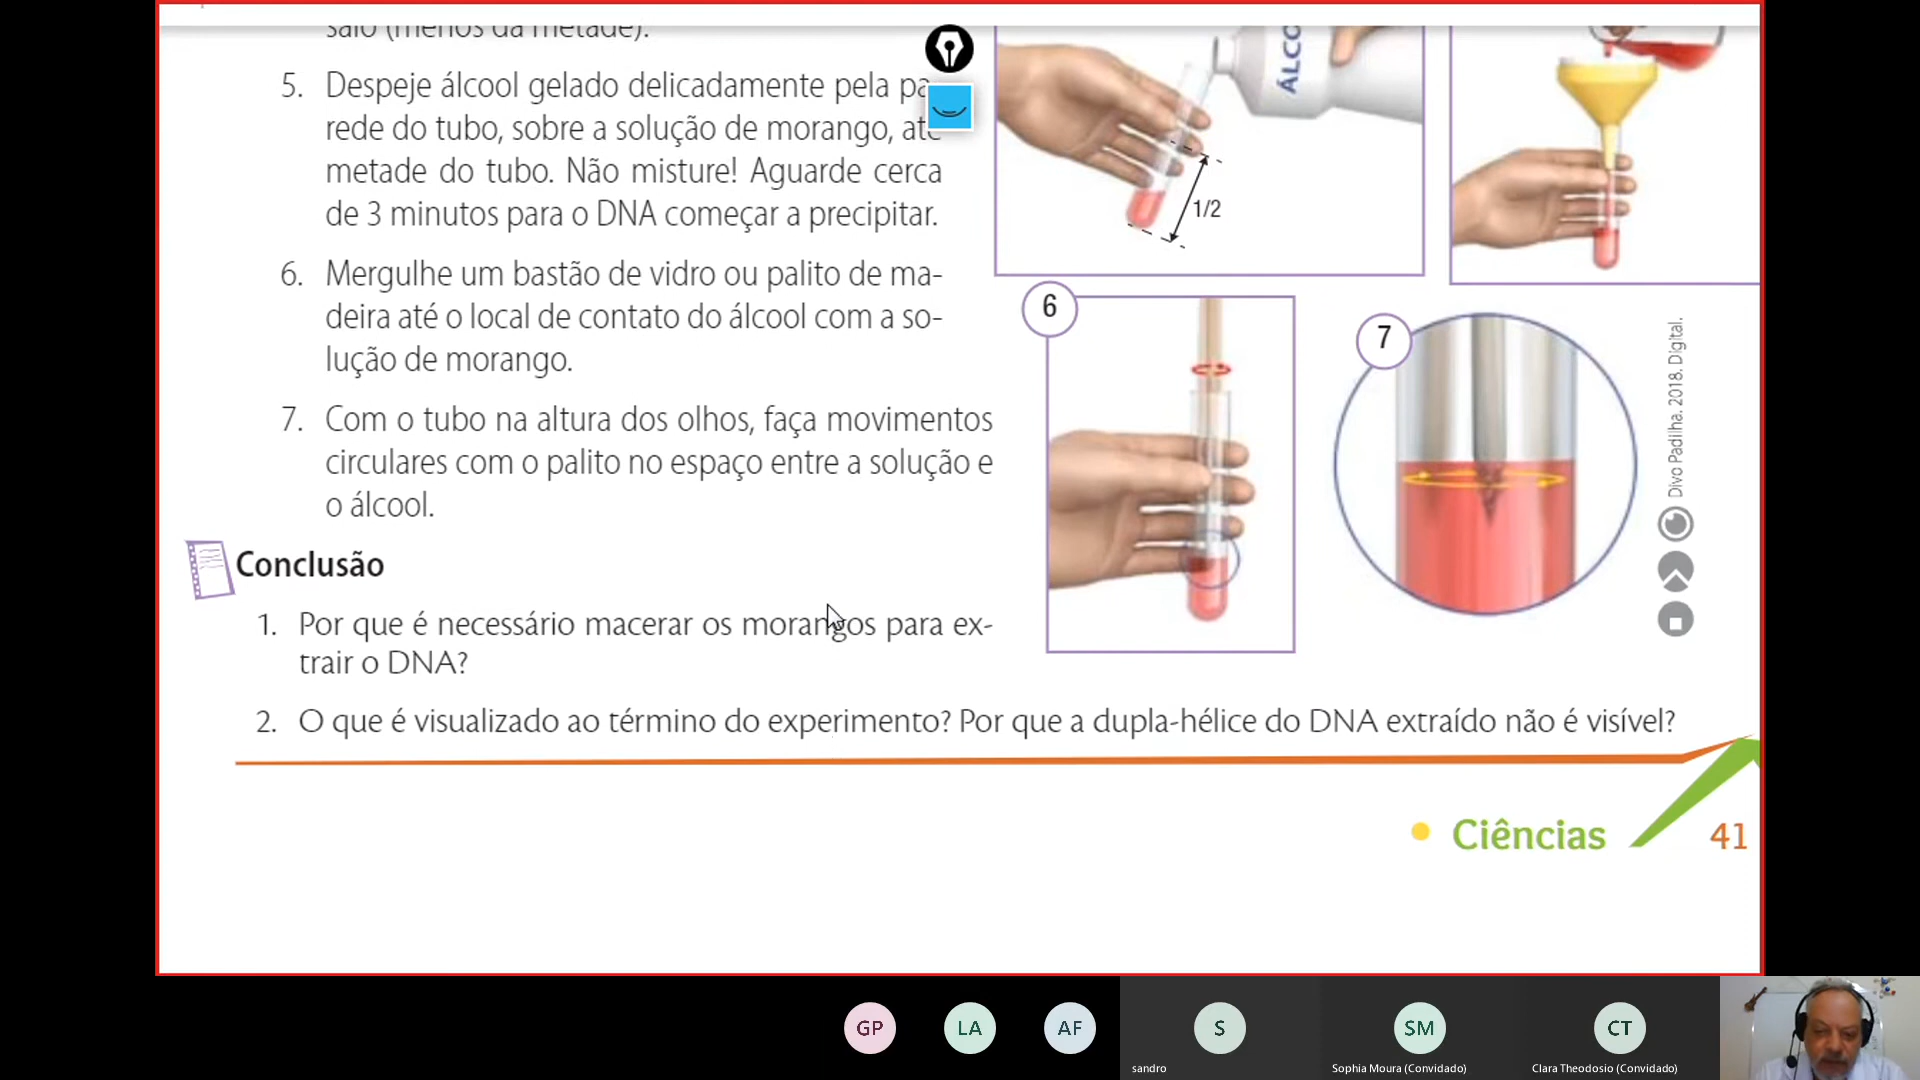 saio (menos da metade).
5. Despeje álcool gelado delicadamente pela pa-
rede do tubo, sobre a solução de morango, até
metade do tubo. Não misture! Aguarde cerca
de 3 minutos para o DNA começar a precipitar.
6. Mergulhe um bastão de vidro ou palito de ma-
deira até o local de contato do álcool com a so-
lução de morango.
7. Com o tubo na altura dos olhos, faça movimentos
circulares com o palito no espaço entre a solução e
o álcool.
ÁLCO
1/2
6
7
Divo Padilha. 2018. Digital.
Conclusão
1. Por que é necessário macerar os morangos para ex-
trair o DNA?
2. O que é visualizado ao término do experimento? Por que a dupla-hélice do DNA extraído não é visível?
Ciências 41
GP LA AF S SM CT
sandro Sophia Moura (Convidado) Clara Theodosio (Convidado)